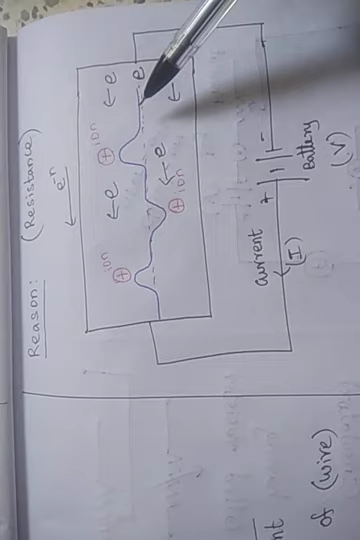 Reason: (Resistance)
← e⁻ⁿ
← e ← e
⊕ ion ⊕ ion
← e
⊕ ion
←
current
(I)
+ -
Battery
(V)
of (wire)
nt